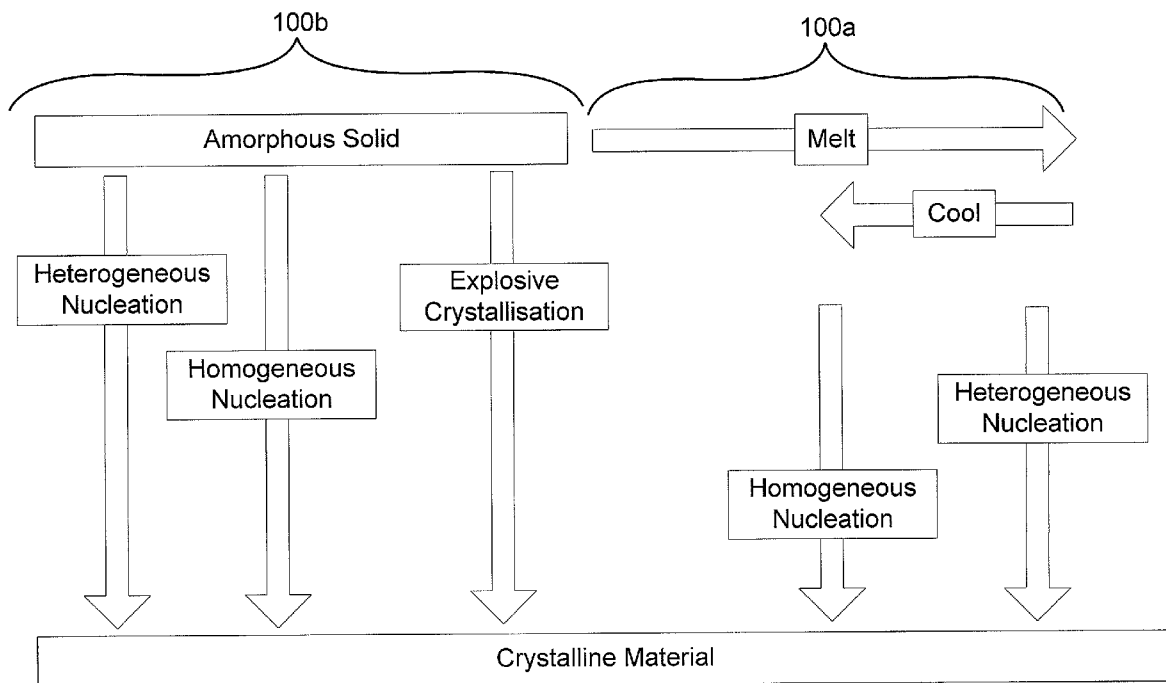 100b
100a
Amorphous Solid
Melt
Cool
Heterogeneous
Nucleation
Explosive
Crystallisation
Homogeneous
Nucleation
Heterogeneous
Nucleation
Homogeneous
Nucleation
Crystalline Material